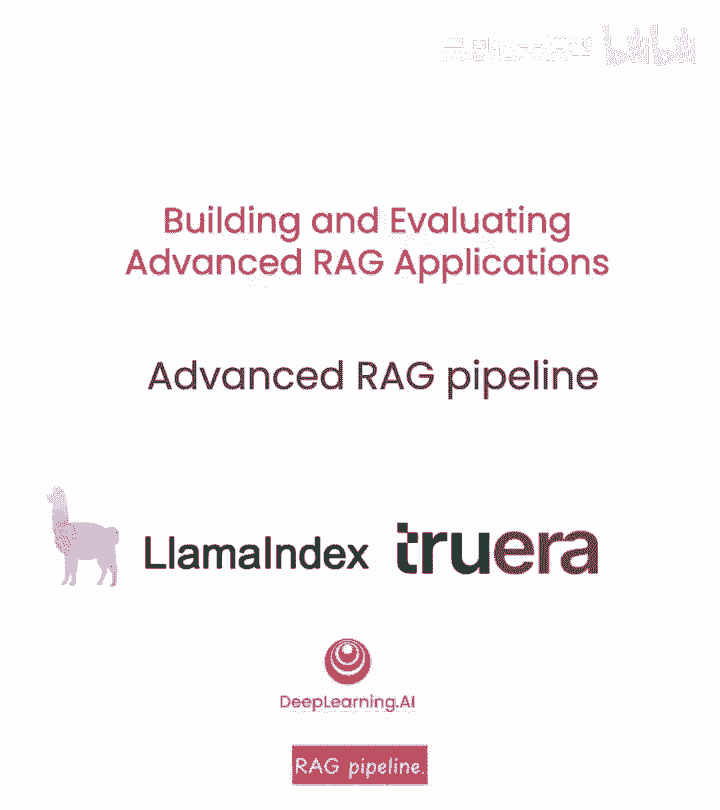 Building and Evaluating
Advanced RAG Applications
Advanced RAG pipeline
LlamaIndex truera
DeepLearning.AI
RAG pipeline.